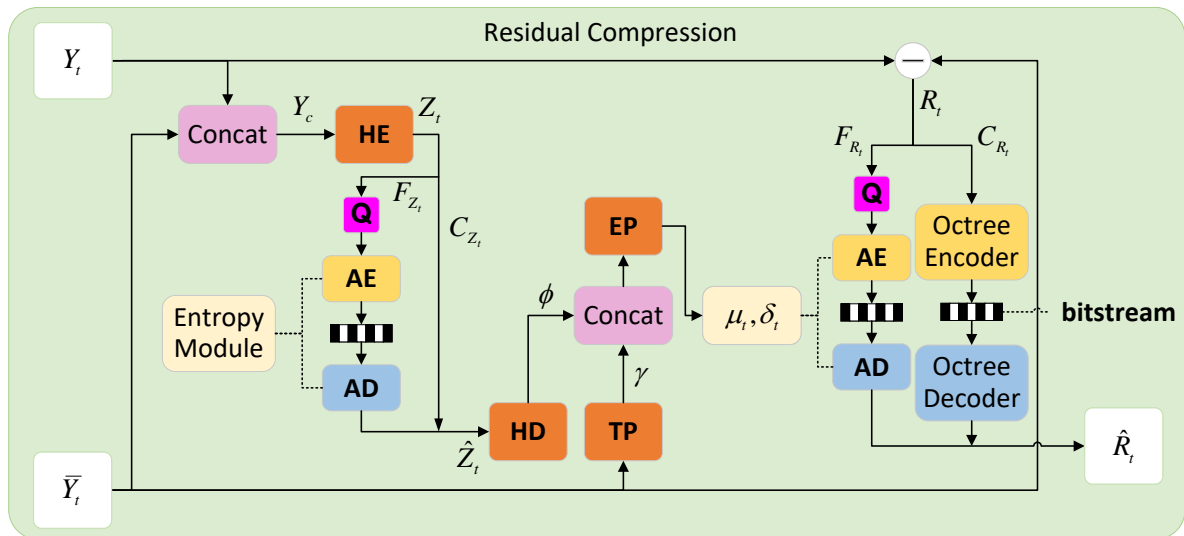 Residual Compression
Y_t
—
R_t
Concat
Y_c
HE
Z_t
F_{R_t}
C_{R_t}
F_{Z_t}
Q
C_{Z_t}
Q
EP
AE
Octree
Encoder
AE
Entropy
Module
ϕ
Concat
μ_t, δ_t
bitstream
AD
γ
AD
Octree
Decoder
HD
TP
Ẑ_t
R̂_t
Ȳ_t